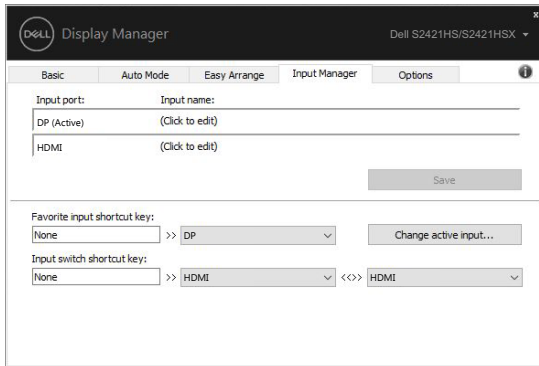 x
DELL Display Manager Dell S2421HS/S2421HSX
Basic Auto Mode Easy Arrange Input Manager Options
Input port: Input name:
DP (Active) (Click to edit)
HDMI (Click to edit)
Save
Favorite input shortcut key:
None >> DP Change active input...
Input switch shortcut key:
None >> HDMI <<>> HDMI